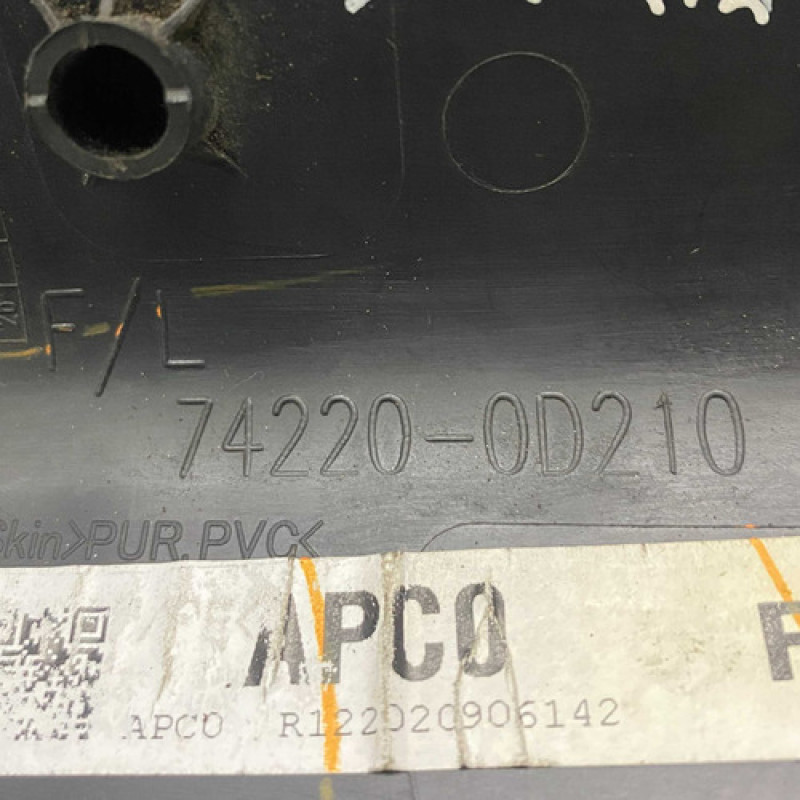 F/L
74220-0D210
Skin>PUR.PVC<
APCO
APCO R122020906142